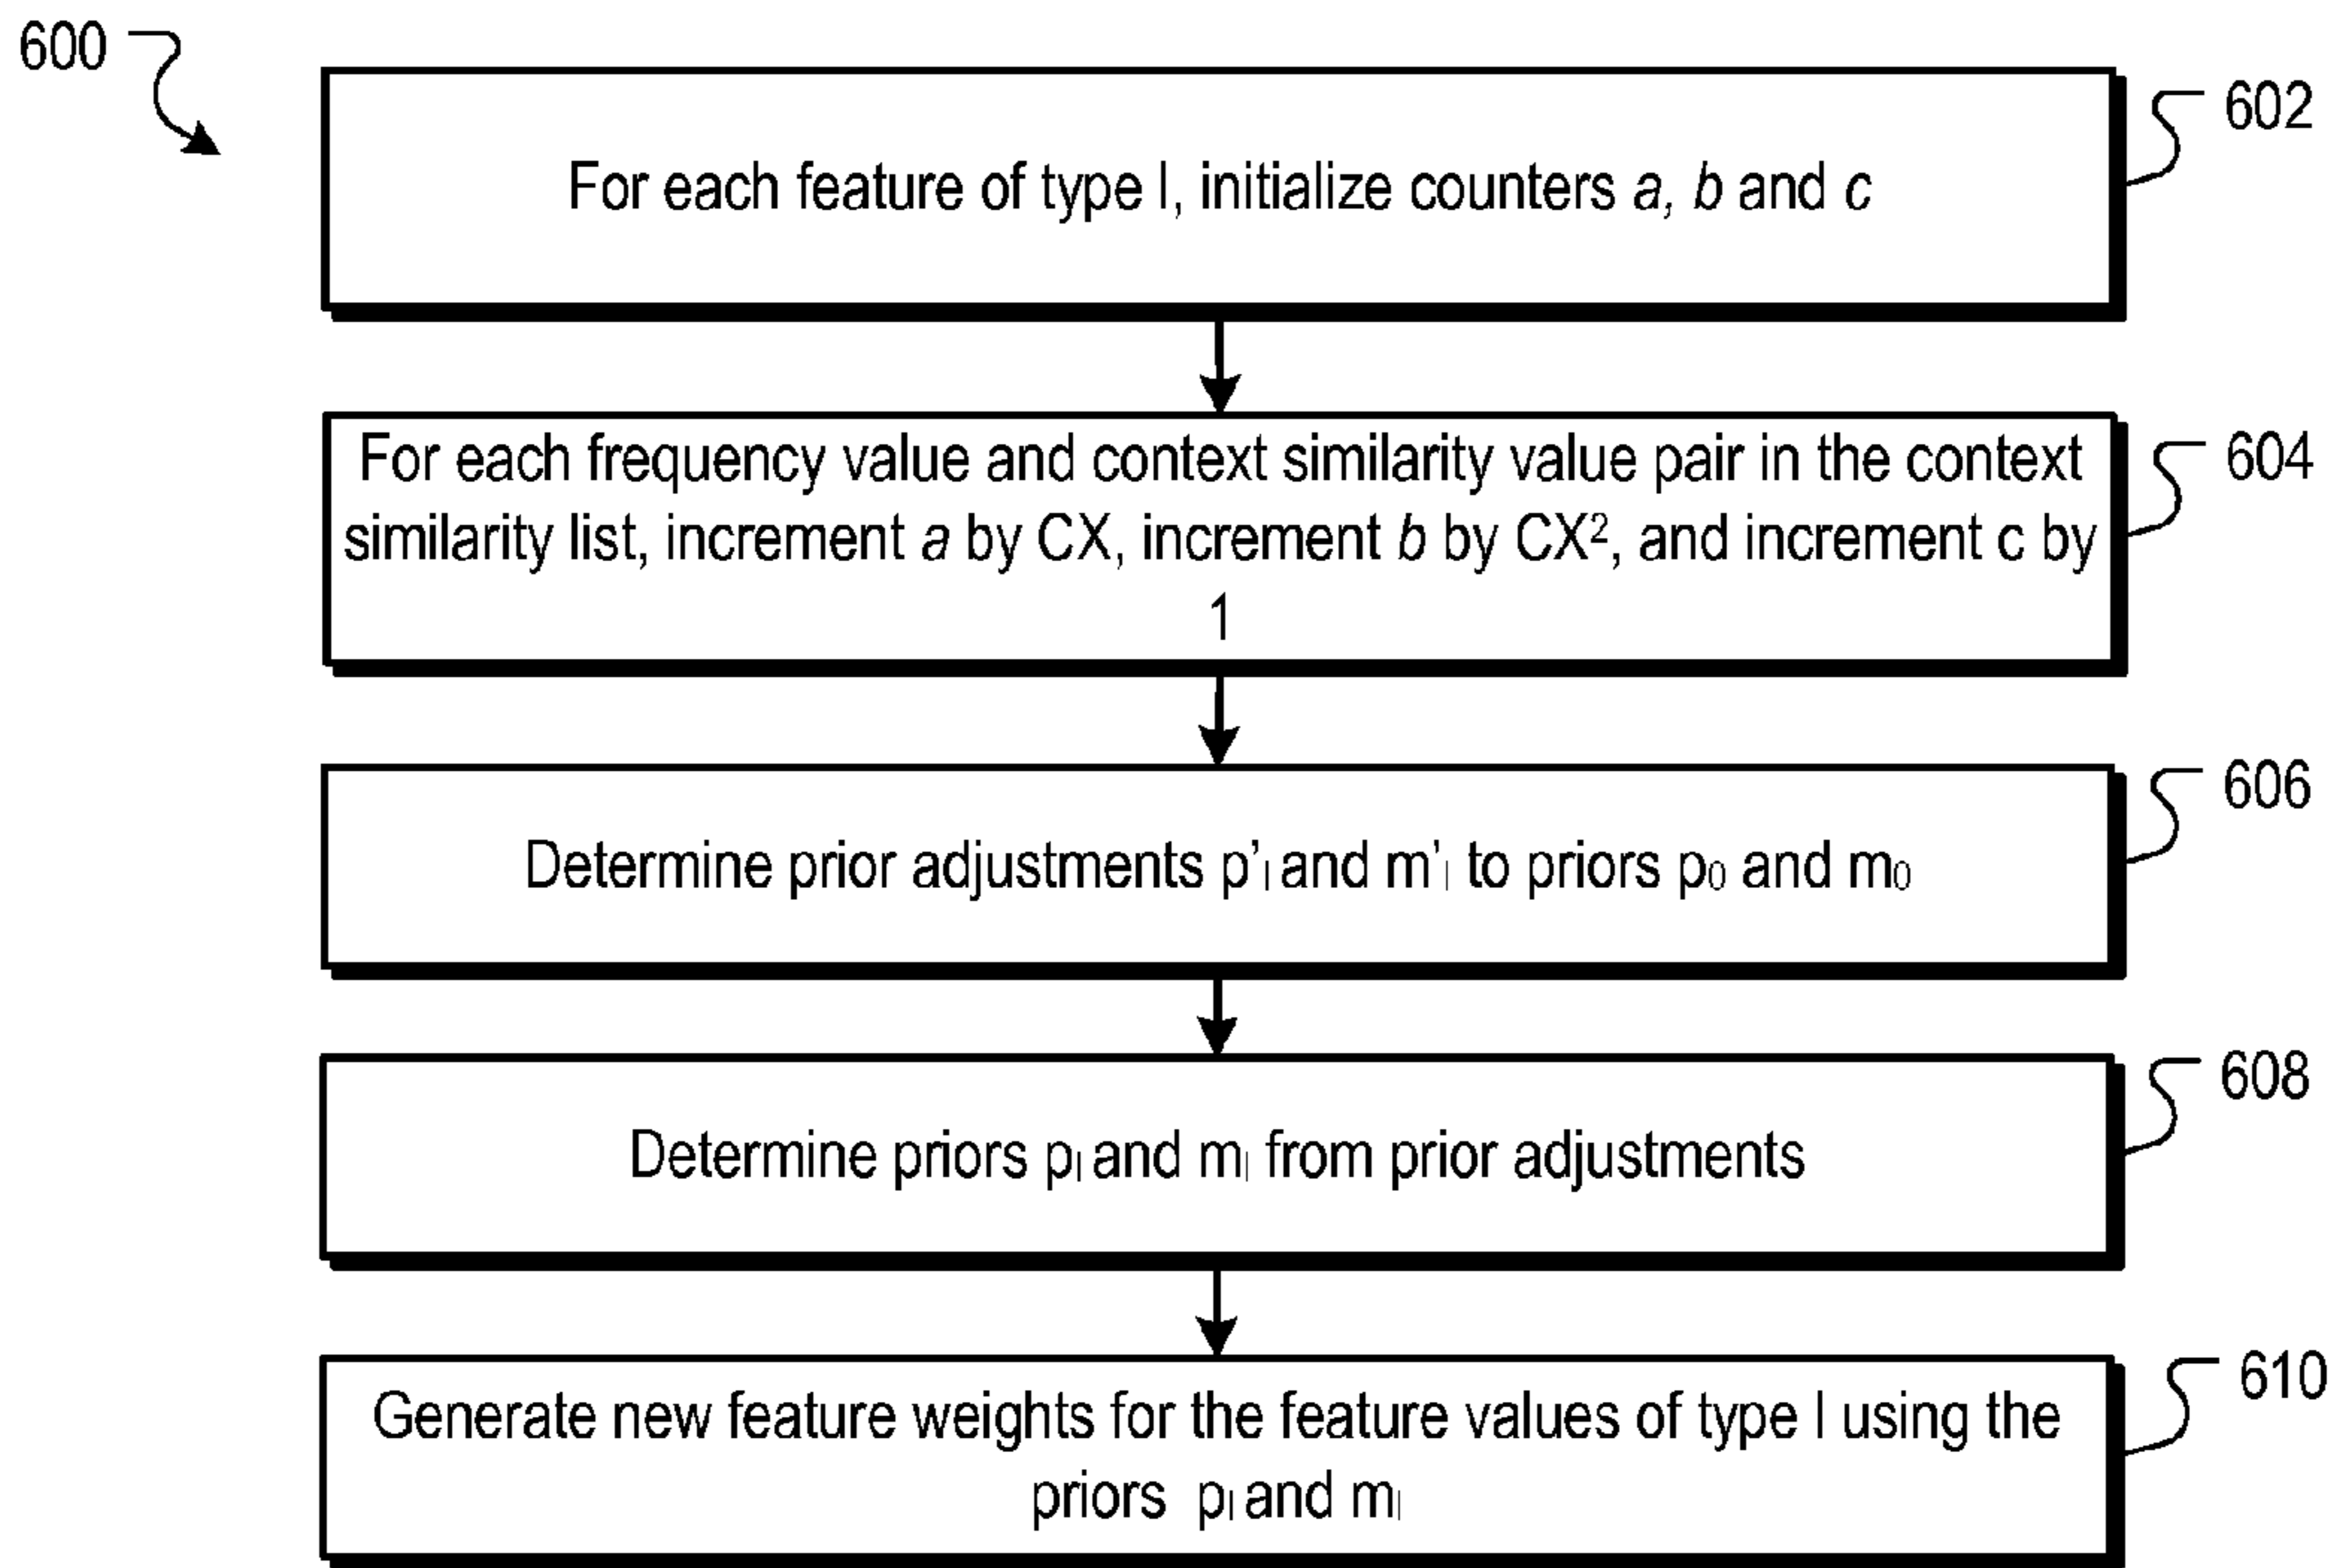 600
602
For each feature of type l, initialize counters a, b and c
For each frequency value and context similarity value pair in the context
604
similarity list, increment a by CX, increment b by CX², and increment c by
1
606
Determine prior adjustments p'ₗ and m'ₗ to priors p₀ and m₀
608
Determine priors pₗ and mₗ from prior adjustments
610
Generate new feature weights for the feature values of type l using the
priors pₗ and mₗ